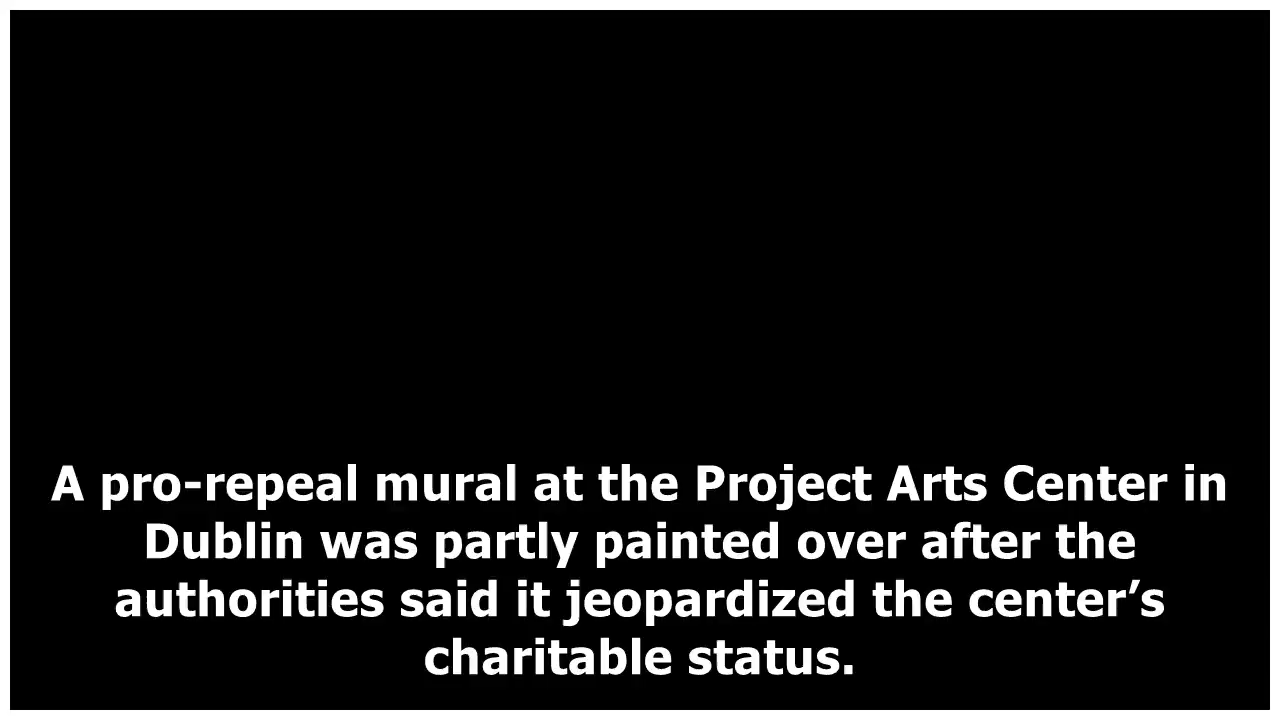 A pro-repeal mural at the Project Arts Center in
Dublin was partly painted over after the
authorities said it jeopardized the center’s
charitable status.